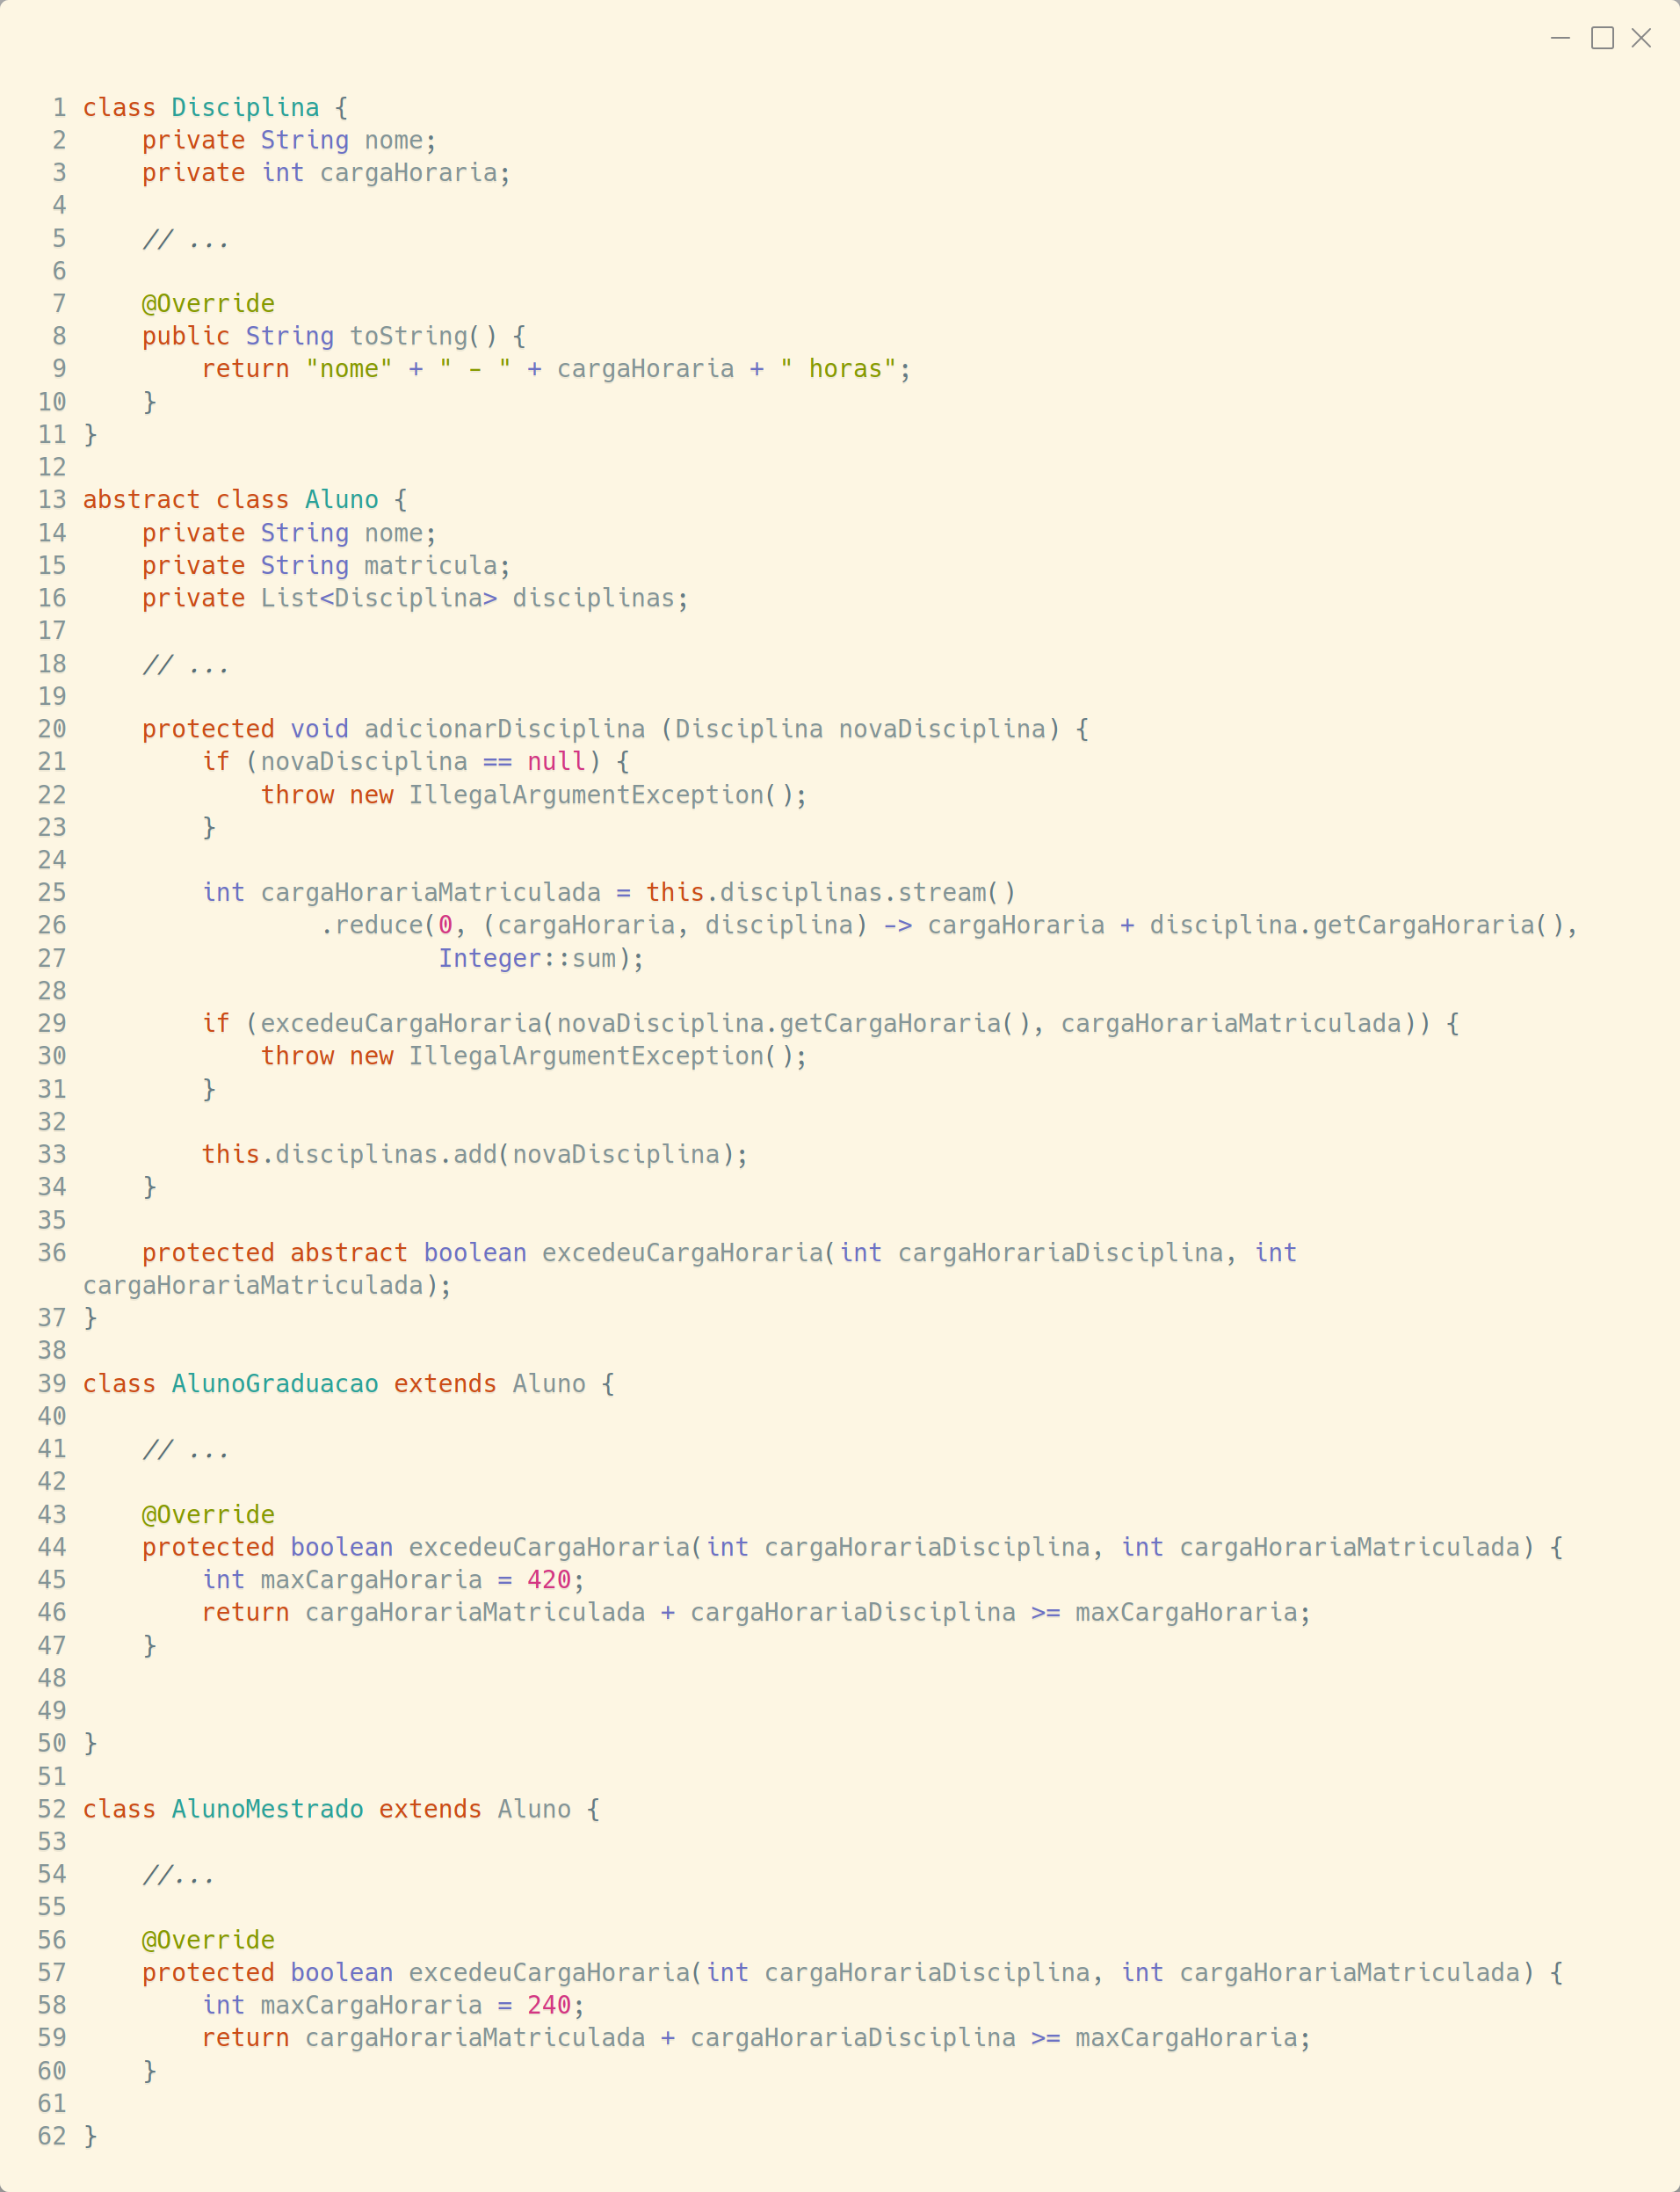 1 class Disciplina {
2     private String nome;
3     private int cargaHoraria;
4
5     // ...
6
7     @Override
8     public String toString() {
9         return "nome" + " - " + cargaHoraria + " horas";
10     }
11 }
12
13 abstract class Aluno {
14     private String nome;
15     private String matricula;
16     private List<Disciplina> disciplinas;
17
18     // ...
19
20     protected void adicionarDisciplina (Disciplina novaDisciplina) {
21         if (novaDisciplina == null) {
22             throw new IllegalArgumentException();
23         }
24
25         int cargaHorariaMatriculada = this.disciplinas.stream()
26                 .reduce(0, (cargaHoraria, disciplina) -> cargaHoraria + disciplina.getCargaHoraria(),
27                         Integer::sum);
28
29         if (excedeuCargaHoraria(novaDisciplina.getCargaHoraria(), cargaHorariaMatriculada)) {
30             throw new IllegalArgumentException();
31         }
32
33         this.disciplinas.add(novaDisciplina);
34     }
35
36     protected abstract boolean excedeuCargaHoraria(int cargaHorariaDisciplina, int
cargaHorariaMatriculada);
37 }
38
39 class AlunoGraduacao extends Aluno {
40
41     // ...
42
43     @Override
44     protected boolean excedeuCargaHoraria(int cargaHorariaDisciplina, int cargaHorariaMatriculada) {
45         int maxCargaHoraria = 420;
46         return cargaHorariaMatriculada + cargaHorariaDisciplina >= maxCargaHoraria;
47     }
48
49
50 }
51
52 class AlunoMestrado extends Aluno {
53
54     //...
55
56     @Override
57     protected boolean excedeuCargaHoraria(int cargaHorariaDisciplina, int cargaHorariaMatriculada) {
58         int maxCargaHoraria = 240;
59         return cargaHorariaMatriculada + cargaHorariaDisciplina >= maxCargaHoraria;
60     }
61
62 }